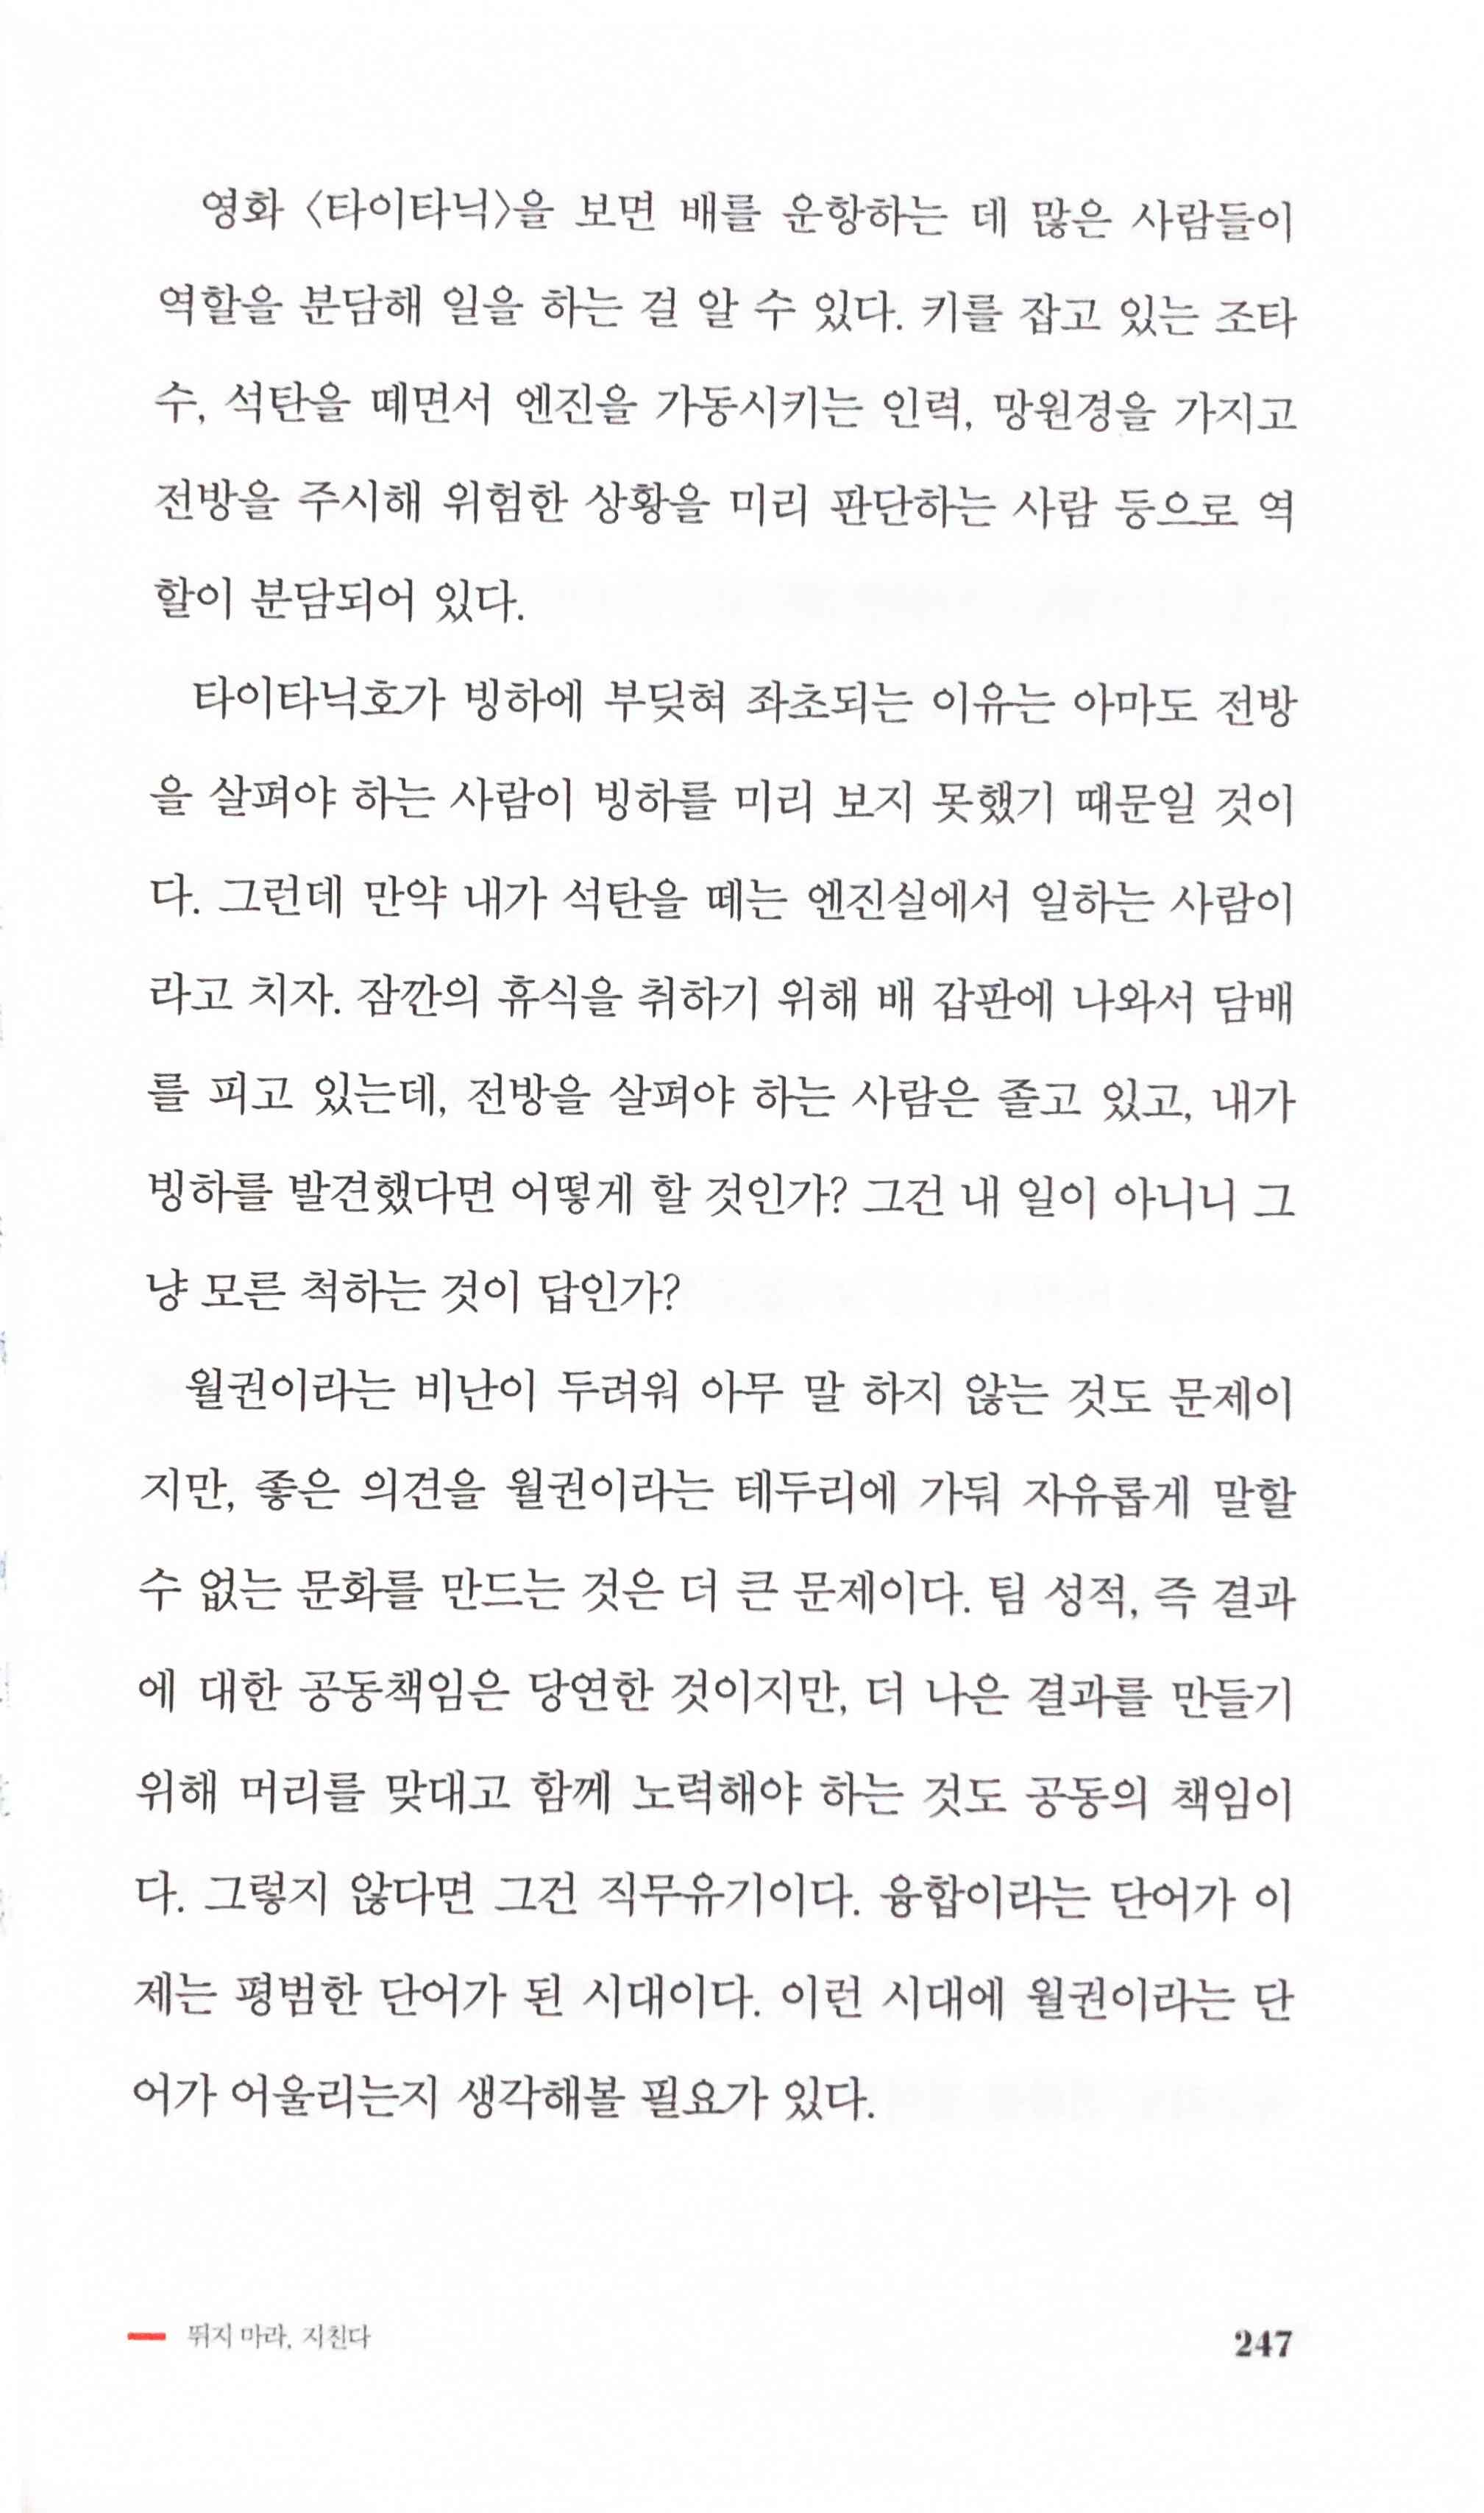 영화 〈타이타닉〉을 보면 배를 운항하는 데 많은 사람들이
역할을 분담해 일을 하는 걸 알 수 있다. 키를 잡고 있는 조타
수, 석탄을 떼면서 엔진을 가동시키는 인력, 망원경을 가지고
전방을 주시해 위험한 상황을 미리 판단하는 사람 등으로 역
할이 분담되어 있다.
타이타닉호가 빙하에 부딪혀 좌초되는 이유는 아마도 전방
을 살펴야 하는 사람이 빙하를 미리 보지 못했기 때문일 것이
다. 그런데 만약 내가 석탄을 떼는 엔진실에서 일하는 사람이
라고 치자. 잠깐의 휴식을 취하기 위해 배 갑판에 나와서 담배
를 피고 있는데, 전방을 살펴야 하는 사람은 졸고 있고, 내가
빙하를 발견했다면 어떻게 할 것인가? 그건 내 일이 아니니 그
냥 모른 척하는 것이 답인가?
월권이라는 비난이 두려워 아무 말 하지 않는 것도 문제이
지만, 좋은 의견을 월권이라는 테두리에 가둬 자유롭게 말할
수 없는 문화를 만드는 것은 더 큰 문제이다. 팀 성적, 즉 결과
에 대한 공동책임은 당연한 것이지만, 더 나은 결과를 만들기
위해 머리를 맞대고 함께 노력해야 하는 것도 공동의 책임이
다. 그렇지 않다면 그건 직무유기이다. 융합이라는 단어가 이
제는 평범한 단어가 된 시대이다. 이런 시대에 월권이라는 단
어가 어울리는지 생각해볼 필요가 있다.
뛰지 마라, 지친다
247